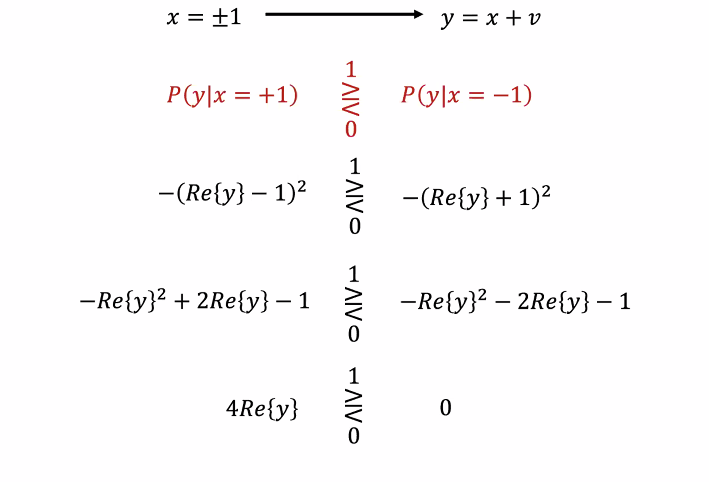 x = ±1 → y = x + v
1
P(y|x = +1) ≷ P(y|x = −1)
0
1
−(Re{y} − 1)² ≷ −(Re{y} + 1)²
0
1
−Re{y}² + 2Re{y} − 1 ≷ −Re{y}² − 2Re{y} − 1
0
1
4Re{y} ≷ 0
0